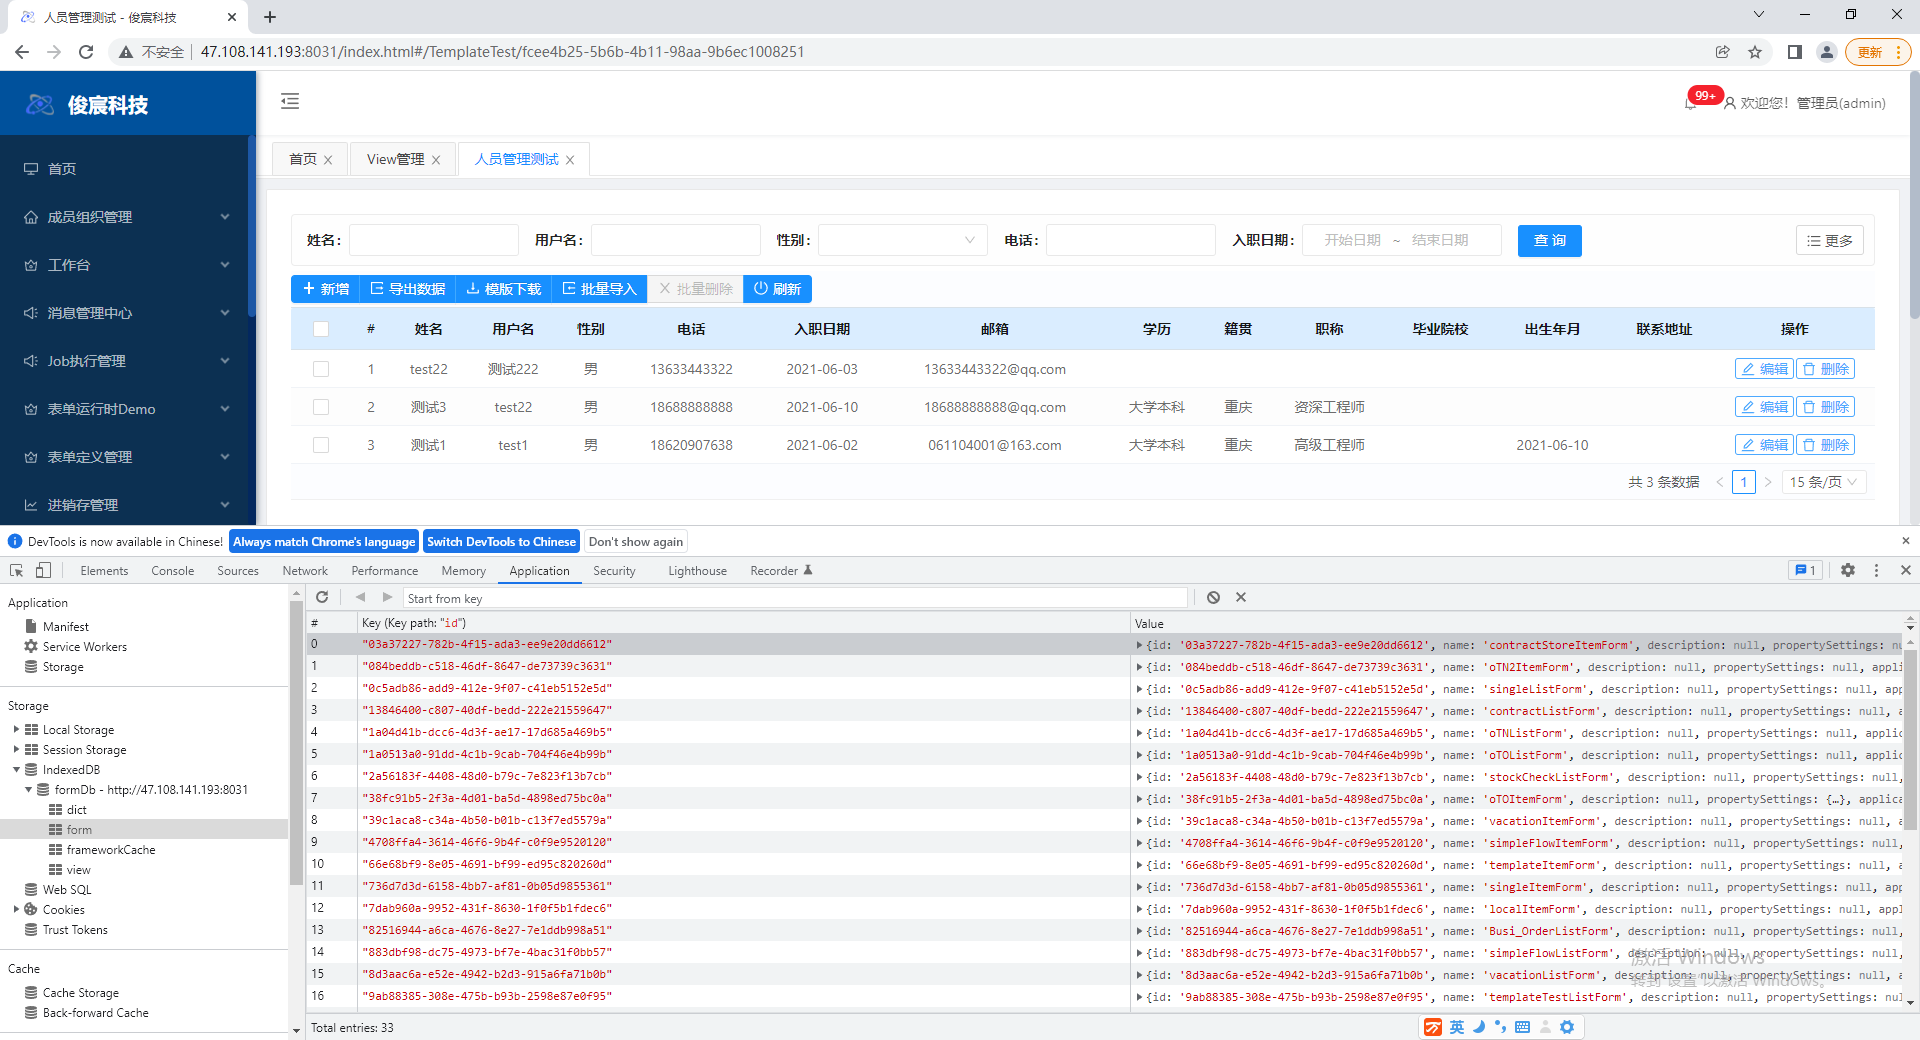 人员管理测试 - 俊宸科技
不安全 47.108.141.193:8031/index.html#/TemplateTest/fcee4b25-5b6b-4b11-98aa-9b6ec1008251 更新
俊宸科技
99+ 欢迎您! 管理员(admin)
首页
成员组织管理
工作台
消息管理中心
Job执行管理
表单运行时Demo
表单定义管理
进销存管理
首页 View管理 人员管理测试
姓名: 用户名: 性别: 电话: 入职日期: 开始日期 ~ 结束日期 查 询 更多
新增 导出数据 模版下载 批量导入 批量删除 刷新
# 姓名 用户名 性别 电话 入职日期 邮箱 学历 籍贯 职称 毕业院校 出生年月 联系地址 操作
1 test22 测试222 男 13633443322 2021-06-03 13633443322@qq.com 编辑 删除
2 测试3 test22 男 18688888888 2021-06-10 18688888888@qq.com 大学本科 重庆 资深工程师 编辑 删除
3 测试1 test1 男 18620907638 2021-06-02 061104001@163.com 大学本科 重庆 高级工程师 2021-06-10 编辑 删除
共 3 条数据 < 1 > 15 条/页
DevTools is now available in Chinese! Always match Chrome's language Switch DevTools to Chinese Don't show again
Elements Console Sources Network Performance Memory Application Security Lighthouse Recorder 1
Application
Manifest
Service Workers
Storage
Storage
Local Storage
Session Storage
IndexedDB
formDb - http://47.108.141.193:8031
dict
form
frameworkCache
view
Web SQL
Cookies
Trust Tokens
Cache
Cache Storage
Back-forward Cache
Start from key
# Key (Key path: "id") Value
0 "03a37227-782b-4f15-ada3-ee9e20dd6612" {id: '03a37227-782b-4f15-ada3-ee9e20dd6612', name: 'contractStoreItemForm', description: null, propertySettings: nu
1 "084beddb-c518-46df-8647-de73739c3631" {id: '084beddb-c518-46df-8647-de73739c3631', name: 'oTN2ItemForm', description: null, propertySettings: null, appli
2 "0c5adb86-add9-412e-9f07-c41eb5152e5d" {id: '0c5adb86-add9-412e-9f07-c41eb5152e5d', name: 'singleListForm', description: null, propertySettings: null, app
3 "13846400-c807-40df-bedd-222e21559647" {id: '13846400-c807-40df-bedd-222e21559647', name: 'contractListForm', description: null, propertySettings: null, a
4 "1a04d41b-dcc6-4d3f-ae17-17d685a469b5" {id: '1a04d41b-dcc6-4d3f-ae17-17d685a469b5', name: 'oTNListForm', description: null, propertySettings: null, applic
5 "1a0513a0-91dd-4c1b-9cab-704f46e4b99b" {id: '1a0513a0-91dd-4c1b-9cab-704f46e4b99b', name: 'oTOListForm', description: null, propertySettings: null, applic
6 "2a56183f-4408-48d0-b79c-7e823f13b7cb" {id: '2a56183f-4408-48d0-b79c-7e823f13b7cb', name: 'stockCheckListForm', description: null, propertySettings: null,
7 "38fc91b5-2f3a-4d01-ba5d-4898ed75bc0a" {id: '38fc91b5-2f3a-4d01-ba5d-4898ed75bc0a', name: 'oTOItemForm', description: null, propertySettings: {…}, applica
8 "39c1aca8-c34a-4b50-b01b-c13f7ed5579a" {id: '39c1aca8-c34a-4b50-b01b-c13f7ed5579a', name: 'vacationItemForm', description: null, propertySettings: null, a
9 "4708ffa4-3614-46f6-9b4f-c0f9e9520120" {id: '4708ffa4-3614-46f6-9b4f-c0f9e9520120', name: 'simpleFlowItemForm', description: null, propertySettings: null,
10 "66e68bf9-8e05-4691-bf99-ed95c820260d" {id: '66e68bf9-8e05-4691-bf99-ed95c820260d', name: 'templateItemForm', description: null, propertySettings: null, a
11 "736d7d3d-6158-4bb7-af81-0b05d9855361" {id: '736d7d3d-6158-4bb7-af81-0b05d9855361', name: 'singleItemForm', description: null, propertySettings: null, app
12 "7dab960a-9952-431f-8630-1f0f5b1fdec6" {id: '7dab960a-9952-431f-8630-1f0f5b1fdec6', name: 'localItemForm', description: null, propertySettings: null, appl
13 "82516944-a6ca-4676-8e27-7e1ddb998a51" {id: '82516944-a6ca-4676-8e27-7e1ddb998a51', name: 'Busi_OrderListForm', description: null, propertySettings: null,
14 "883dbf98-dc75-4973-bf7e-4bac31f0bb57" {id: '883dbf98-dc75-4973-bf7e-4bac31f0bb57', name: 'simpleFlowListForm', description: null, propertySettings: null,
15 "8d3aac6a-e52e-4942-b2d3-915a6fa71b0b" {id: '8d3aac6a-e52e-4942-b2d3-915a6fa71b0b', name: 'vacationListForm', description: null, propertySettings: null, a
16 "9ab88385-308e-475b-b93b-2598e87e0f95" {id: '9ab88385-308e-475b-b93b-2598e87e0f95', name: 'templateTestListForm', description: null, propertySettings: nul
激活 Windows
转到"设置"以激活 Windows。
Total entries: 33
英